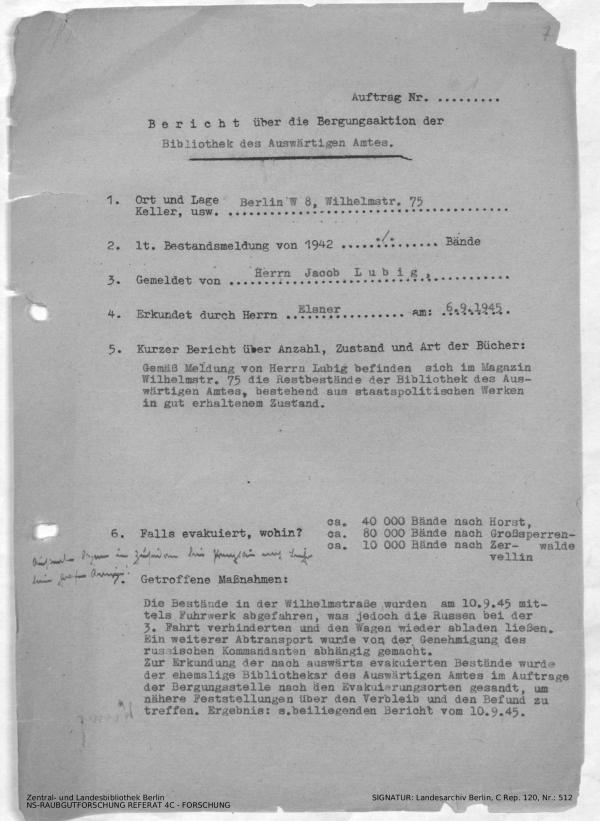 7
Auftrag Nr. .........
B e r i c h t über die Bergungsaktion der
Bibliothek des Auswärtigen Amtes.
1. Ort und Lage Berlin W 8, Wilhelmstr. 75
Keller, usw. ..................................
2. lt. Bestandsmeldung von 1942 .....·/·...... Bände
3. Gemeldet von ....Herrn Jacob L u b i g ,..........
4. Erkundet durch Herrn ..Elsner......... am: .6.9.1945.
5. Kurzer Bericht über Anzahl, Zustand und Art der Bücher:
Gemäß Meldung von Herrn Lubig befinden sich im Magazin
Wilhelmstr. 75 die Restbestände der Bibliothek des Aus-
wärtigen Amtes, bestehend aus staatspolitischen Werken
in gut erhaltenem Zustand.
6. Falls evakuiert, wohin? ca. 40 000 Bände nach Horst,
ca. 80 000 Bände nach Großsperren-
ca. 10 000 Bände nach Zer- walde
vellin
. Getroffene Maßnahmen:
Die Bestände in der Wilhelmstraße wurden am 10.9.45 mit-
tels Fuhrwerk abgefahren, was jedoch die Russen bei der
3. Fahrt verhinderten und den Wagen wieder abladen ließen.
Ein weiterer Abtransport wurde von der Genehmigung des
russischen Kommandanten abhängig gemacht.
Zur Erkundung der nach auswärts evakuierten Bestände wurde
der ehemalige Bibliothekar des Auswärtigen Amtes im Auftrage
der Bergungsstelle nach den Evakuierungsorten gesandt, um
nähere Feststellungen über den Verbleib und den Befund zu
treffen. Ergebnis: s.beiliegenden Bericht vom 10.9.45.
Zentral- und Landesbibliothek Berlin
NS-RAUBGUTFORSCHUNG REFERAT 4C - FORSCHUNG
SIGNATUR: Landesarchiv Berlin, C Rep. 120, Nr.: 512